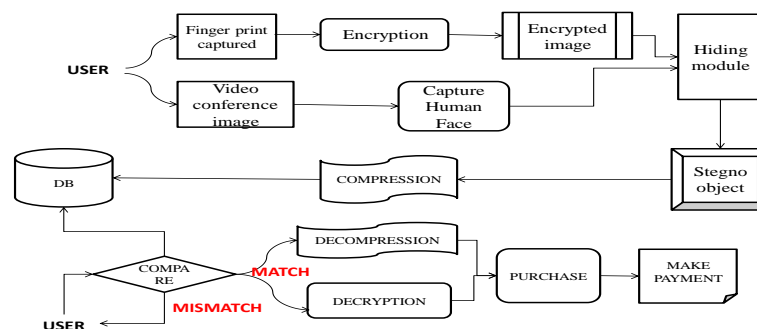 Finger print
captured
Encryption
Encrypted
image
Hiding
module
USER
Video
conference
image
Capture
Human
Face
DB
COMPRESSION
Stegno
object
DECOMPRESSION
COMPA
RE
MATCH
PURCHASE
MAKE
PAYMENT
MISMATCH
DECRYPTION
USER